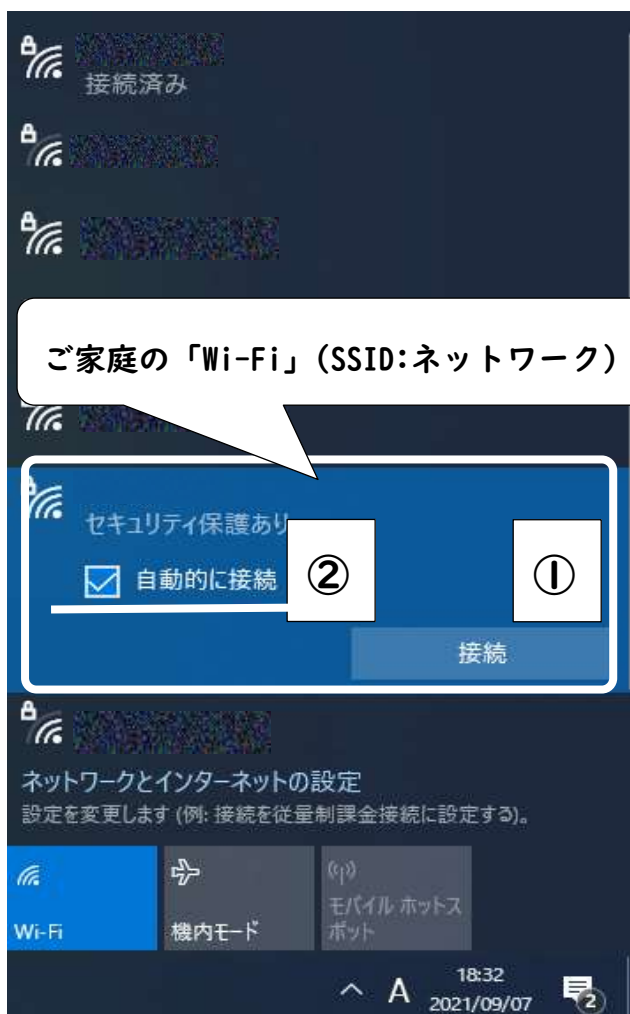 接続済み
ご家庭の「Wi-Fi」(SSID:ネットワーク)
セキュリティ保護あり
自動的に接続
②
①
接続
ネットワークとインターネットの設定
設定を変更します (例: 接続を従量制課金接続に設定する)。
Wi-Fi
機内モード
モバイル ホットス
ポット
A
18:32
2021/09/07
2